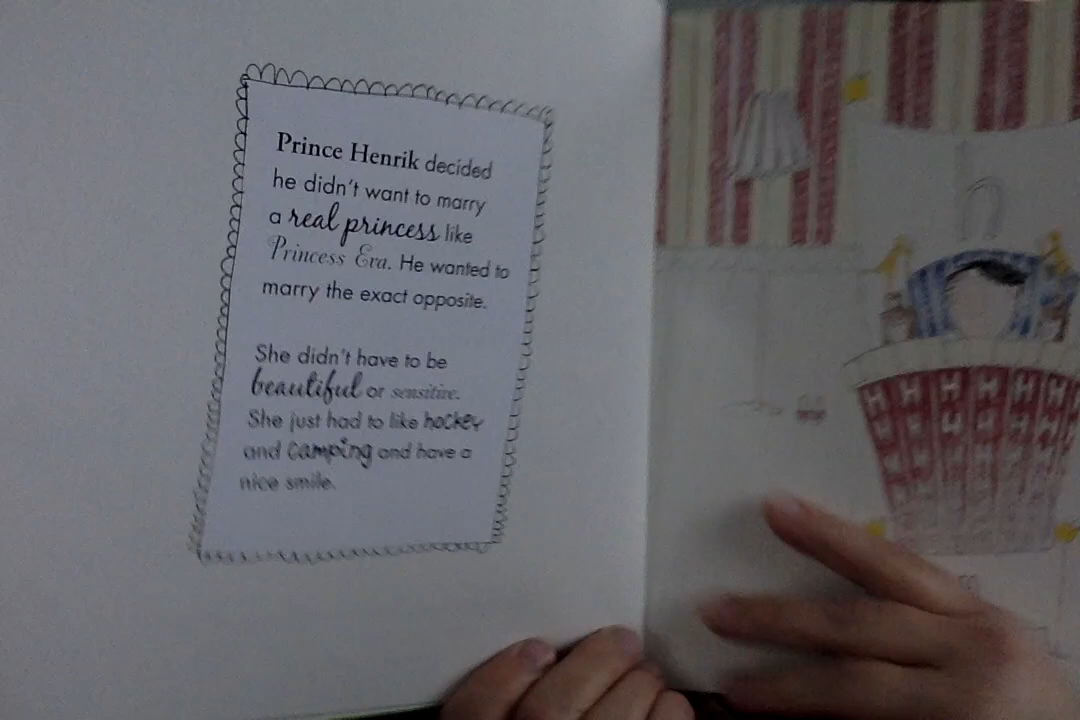 Prince Henrik decided
he didn't want to marry
a real princess like
Princess Eva. He wanted to
marry the exact opposite.
She didn't have to be
beautiful or sensitive.
She just had to like hockey
and camping and have a
nice smile.